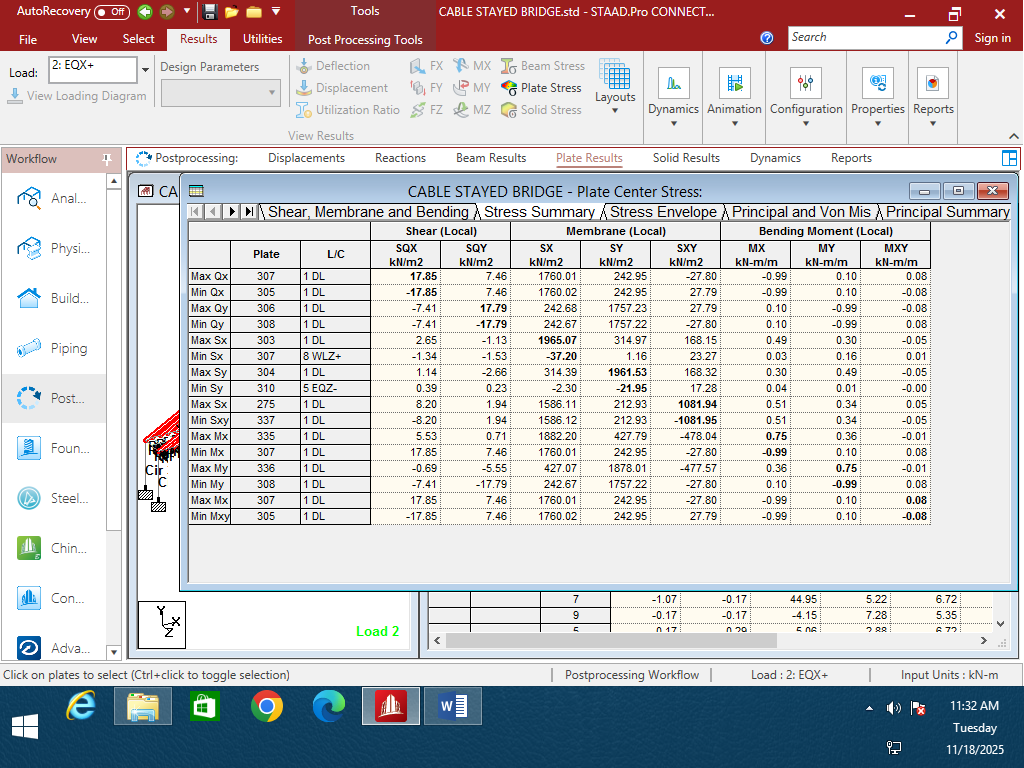 AutoRecovery Off
Tools
CABLE STAYED BRIDGE.std - STAAD.Pro CONNECT...
File View Select Results Utilities Post Processing Tools
Search
Sign in
Load: 2: EQX+
View Loading Diagram
Design Parameters
Deflection FX MX Beam Stress
Displacement FY MY Plate Stress
Utilization Ratio FZ MZ Solid Stress
View Results
Layouts
Dynamics Animation Configuration Properties Reports
Workflow
Postprocessing: Displacements Reactions Beam Results Plate Results Solid Results Dynamics Reports
Anal...
Physi...
Build...
Piping
Post...
Foun...
Steel...
Chin...
Con...
Adva...
CA
CABLE STAYED BRIDGE - Plate Center Stress:
Shear, Membrane and Bending Stress Summary Stress Envelope Principal and Von Mis Principal Summary
Shear (Local) Membrane (Local) Bending Moment (Local)
Plate L/C SQX kN/m2 SQY kN/m2 SX kN/m2 SY kN/m2 SXY kN/m2 MX kN-m/m MY kN-m/m MXY kN-m/m
Max Qx 307 1 DL 17.85 7.46 1760.01 242.95 -27.80 -0.99 0.10 0.08
Min Qx 305 1 DL -17.85 7.46 1760.02 242.95 27.79 -0.99 0.10 -0.08
Max Qy 306 1 DL -7.41 17.79 242.68 1757.23 27.79 0.10 -0.99 -0.08
Min Qy 308 1 DL -7.41 -17.79 242.67 1757.22 -27.80 0.10 -0.99 0.08
Max Sx 303 1 DL 2.65 -1.13 1965.07 314.97 168.15 0.49 0.30 -0.05
Min Sx 307 8 WLZ+ -1.34 -1.53 -37.20 1.16 23.27 0.03 0.16 0.01
Max Sy 304 1 DL 1.14 -2.66 314.39 1961.53 168.32 0.30 0.49 -0.05
Min Sy 310 5 EQZ- 0.39 0.23 -2.30 -21.95 17.28 0.04 0.01 -0.00
Max Sx 275 1 DL 8.20 1.94 1586.11 212.93 1081.94 0.51 0.34 0.05
Min Sxy 337 1 DL -8.20 1.94 1586.12 212.93 -1081.95 0.51 0.34 -0.05
Max Mx 335 1 DL 5.53 0.71 1882.20 427.79 -478.04 0.75 0.36 -0.01
Min Mx 307 1 DL 17.85 7.46 1760.01 242.95 -27.80 -0.99 0.10 0.08
Max My 336 1 DL -0.69 -5.55 427.07 1878.01 -477.57 0.36 0.75 -0.01
Min My 308 1 DL -7.41 -17.79 242.67 1757.22 -27.80 0.10 -0.99 0.08
Max Mx 307 1 DL 17.85 7.46 1760.01 242.95 -27.80 -0.99 0.10 0.08
Min Mxy 305 1 DL -17.85 7.46 1760.02 242.95 27.79 -0.99 0.10 -0.08
Cir
C
Y
X
Z
Load 2
7 -1.07 -0.17 44.95 5.22 6.72
9 -0.17 -0.17 -4.15 7.28 5.35
5 0.17 0.29 5.06 2.88 6.72
Click on plates to select (Ctrl+click to toggle selection)
Postprocessing Workflow
Load : 2: EQX+
Input Units : kN-m
11:32 AM
Tuesday
11/18/2025